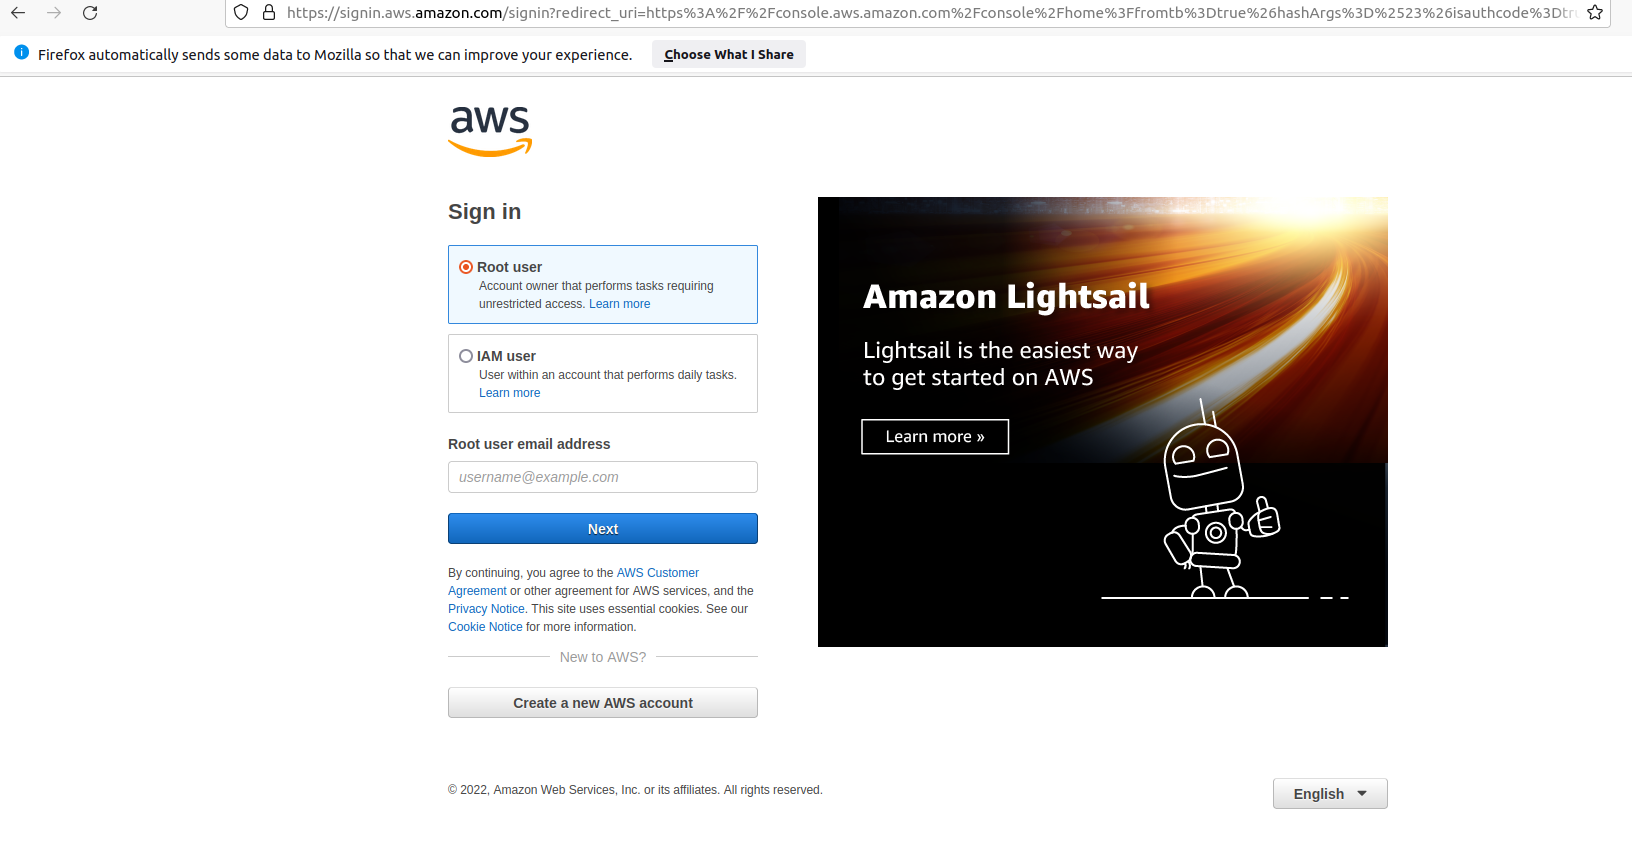 https://signin.aws.amazon.com/signin?redirect_uri=https%3A%2F%2Fconsole.aws.amazon.com%2Fconsole%2Fhome%3Ffromtb%3Dtrue%26hashArgs%3D%2523%26isauthcode%3Dtru
Firefox automatically sends some data to Mozilla so that we can improve your experience. Choose What I Share
aws
Sign in
Root user
Account owner that performs tasks requiring
unrestricted access. Learn more
IAM user
User within an account that performs daily tasks.
Learn more
Root user email address
username@example.com
Next
By continuing, you agree to the AWS Customer
Agreement or other agreement for AWS services, and the
Privacy Notice. This site uses essential cookies. See our
Cookie Notice for more information.
New to AWS?
Create a new AWS account
Amazon Lightsail
Lightsail is the easiest way
to get started on AWS
Learn more »
© 2022, Amazon Web Services, Inc. or its affiliates. All rights reserved.
English